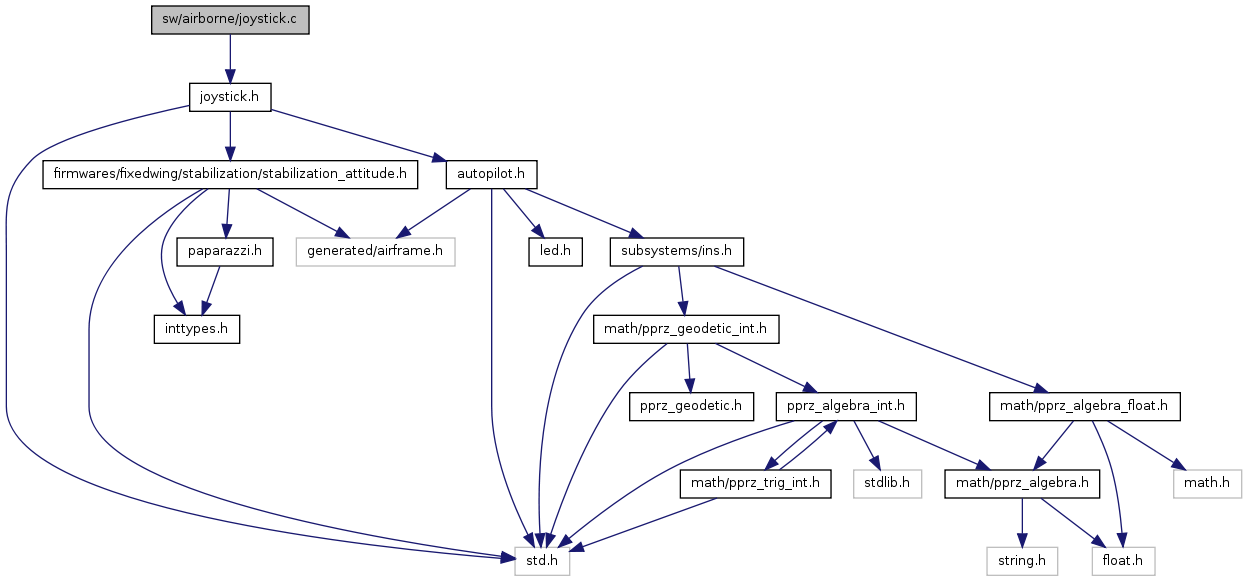 sw/airborne/joystick.c
joystick.h
firmwares/fixedwing/stabilization/stabilization_attitude.h
autopilot.h
paparazzi.h
generated/airframe.h
led.h
subsystems/ins.h
inttypes.h
math/pprz_geodetic_int.h
pprz_geodetic.h
pprz_algebra_int.h
math/pprz_algebra_float.h
math/pprz_trig_int.h
stdlib.h
math/pprz_algebra.h
math.h
std.h
string.h
float.h